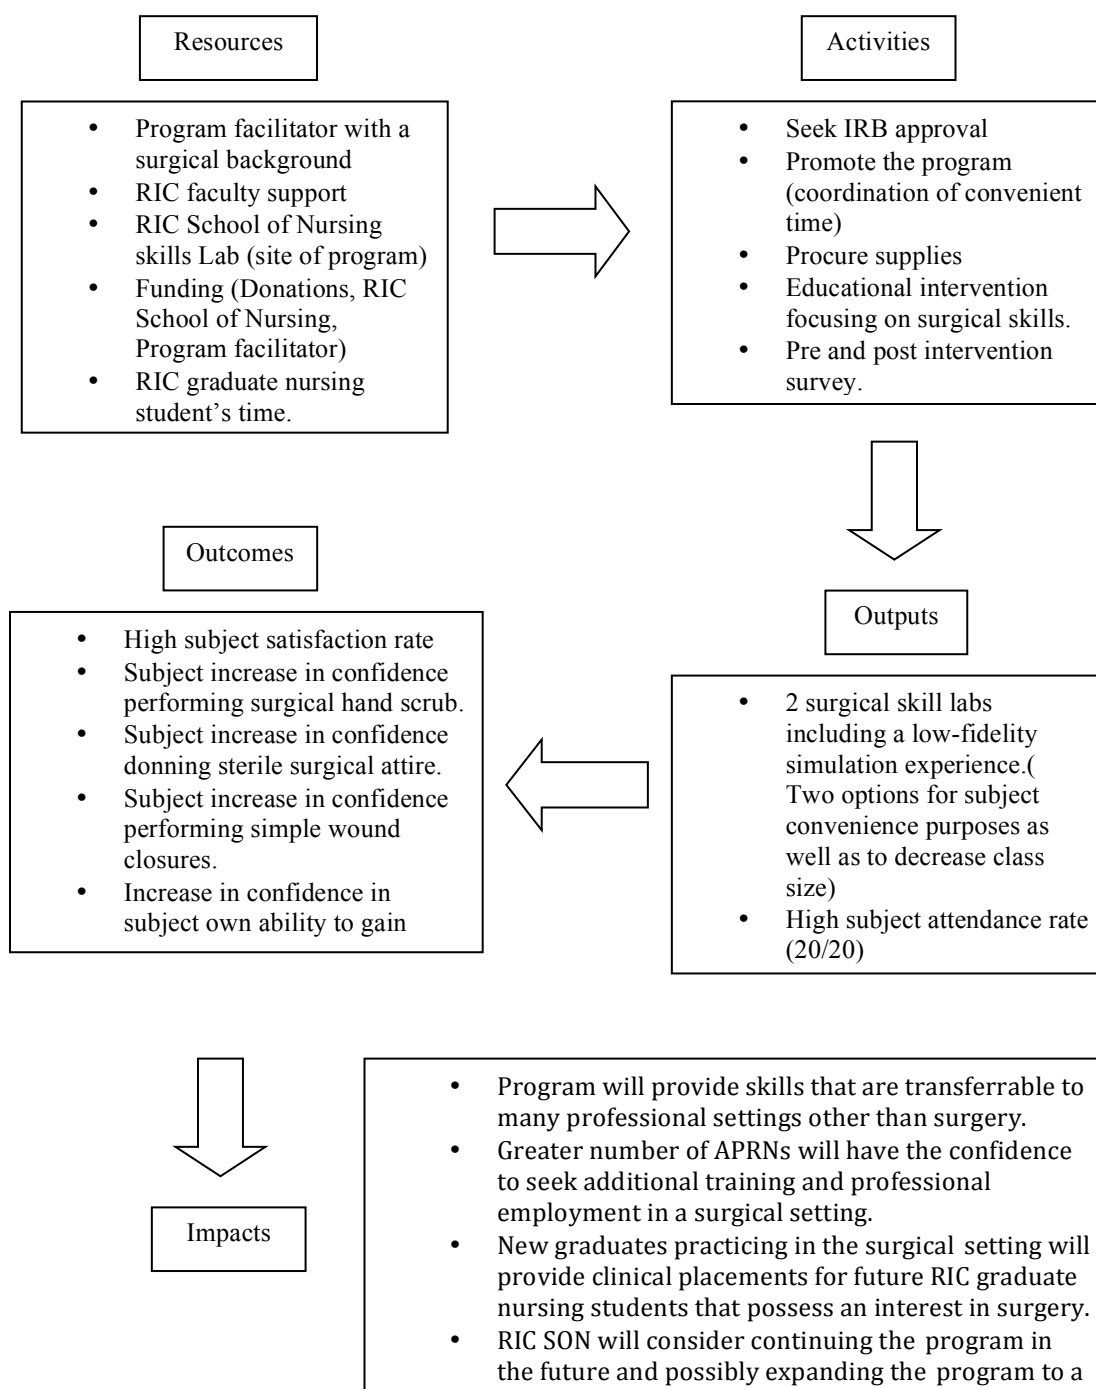 Resources
• Program facilitator with a
surgical background
• RIC faculty support
• RIC School of Nursing
skills Lab (site of program)
• Funding (Donations, RIC
School of Nursing,
Program facilitator)
• RIC graduate nursing
student’s time.
Activities
• Seek IRB approval
• Promote the program
(coordination of convenient
time)
• Procure supplies
• Educational intervention
focusing on surgical skills.
• Pre and post intervention
survey.
Outputs
• 2 surgical skill labs
including a low-fidelity
simulation experience.(
Two options for subject
convenience purposes as
well as to decrease class
size)
• High subject attendance rate
(20/20)
Outcomes
• High subject satisfaction rate
• Subject increase in confidence
performing surgical hand scrub.
• Subject increase in confidence
donning sterile surgical attire.
• Subject increase in confidence
performing simple wound
closures.
• Increase in confidence in
subject own ability to gain
Impacts
• Program will provide skills that are transferrable to
many professional settings other than surgery.
• Greater number of APRNs will have the confidence
to seek additional training and professional
employment in a surgical setting.
• New graduates practicing in the surgical setting will
provide clinical placements for future RIC graduate
nursing students that possess an interest in surgery.
• RIC SON will consider continuing the program in
the future and possibly expanding the program to a